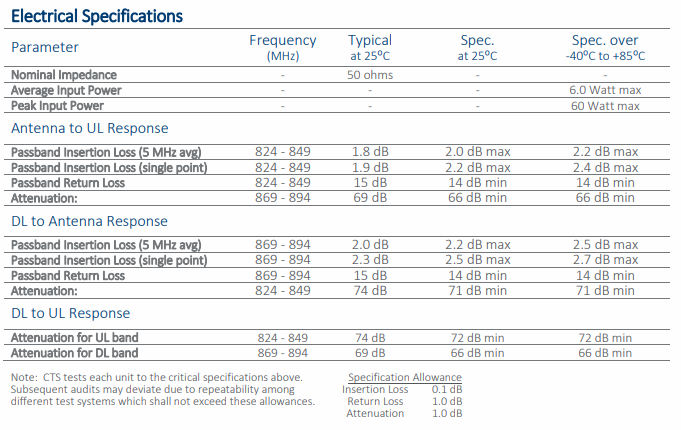 Electrical Specifications
Parameter Frequency (MHz) Typical at 25⁰C Spec. at 25⁰C Spec. over -40⁰C to +85⁰C
Nominal Impedance - 50 ohms - -
Average Input Power - - - 6.0 Watt max
Peak Input Power - - - 60 Watt max
Antenna to UL Response
Passband Insertion Loss (5 MHz avg) 824 - 849 1.8 dB 2.0 dB max 2.2 dB max
Passband Insertion Loss (single point) 824 - 849 1.9 dB 2.2 dB max 2.4 dB max
Passband Return Loss 824 - 849 15 dB 14 dB min 14 dB min
Attenuation: 869 - 894 69 dB 66 dB min 66 dB min
DL to Antenna Response
Passband Insertion Loss (5 MHz avg) 869 - 894 2.0 dB 2.2 dB max 2.5 dB max
Passband Insertion Loss (single point) 869 - 894 2.3 dB 2.5 dB max 2.7 dB max
Passband Return Loss 869 - 894 15 dB 14 dB min 14 dB min
Attenuation: 824 - 849 74 dB 71 dB min 71 dB min
DL to UL Response
Attenuation for UL band 824 - 849 74 dB 72 dB min 72 dB min
Attenuation for DL band 869 - 894 69 dB 66 dB min 66 dB min
Note: CTS tests each unit to the critical specifications above.
Subsequent audits may deviate due to repeatability among
different test systems which shall not exceed these allowances.
Specification Allowance
Insertion Loss 0.1 dB
Return Loss 1.0 dB
Attenuation 1.0 dB